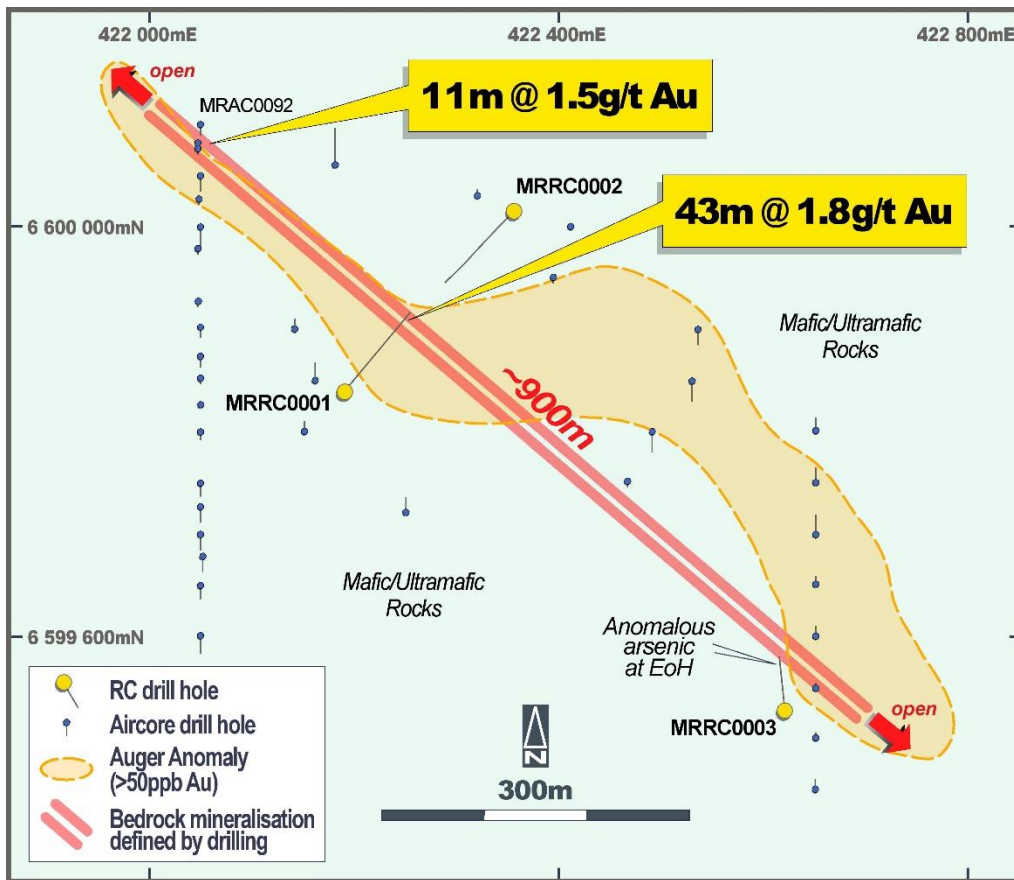 422 000mE
422 400mE
422 800mE
open
MRAC0092
11m @ 1.5g/t Au
MRRC0002
43m @ 1.8g/t Au
6 600 000mN
Mafic/Ultramafic
Rocks
MRRC0001
~900m
Mafic/Ultramafic
Rocks
6 599 600mN
Anomalous
arsenic
at EoH
RC drill hole
Aircore drill hole
Auger Anomaly
(>50ppb Au)
Bedrock mineralisation
defined by drilling
N
300m
MRRC0003
open